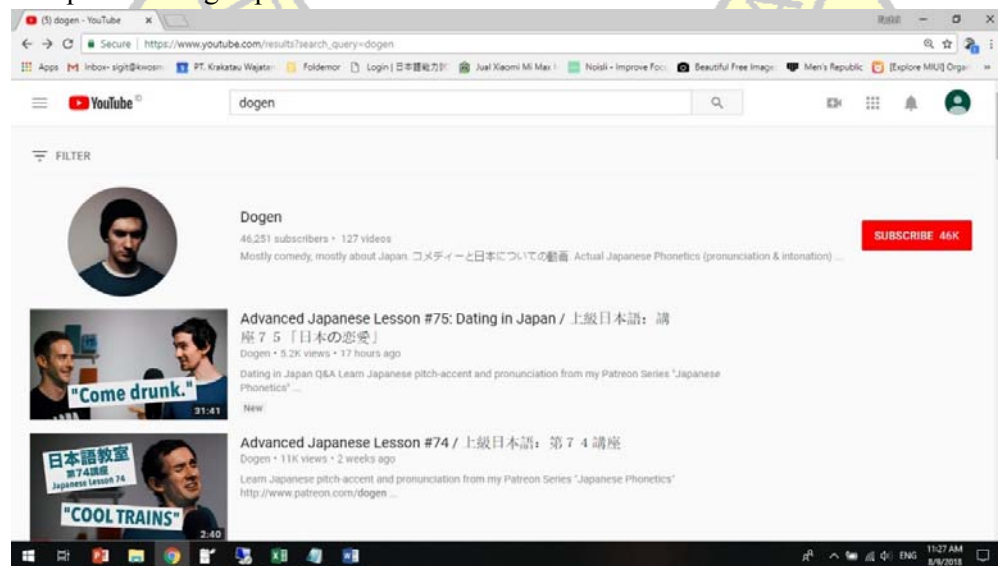 (5) dogen - YouTube
Secure | https://www.youtube.com/results?search_query=dogen
Apps Inbox- sigit@kwosm PT. Krakatau Wajata Foldemor Login | 日本語能力 Jual Xiaomi Mi Max Noisli - Improve Foc Beautiful Free Image Men's Republic [Explore MIUI] Organ
YouTube ID dogen
FILTER
Dogen
46,251 subscribers • 127 videos
SUBSCRIBE 46K
Mostly comedy, mostly about Japan. コメディーと日本についての動画. Actual Japanese Phonetics (pronunciation & intonation) ...
Advanced Japanese Lesson #75: Dating in Japan / 上級日本語：講
座７５「日本の恋愛」
Dogen • 5.2K views • 17 hours ago
Dating in Japan Q&A Learn Japanese pitch-accent and pronunciation from my Patreon Series "Japanese
Phonetics" ...
New
"Come drunk."
31:41
Advanced Japanese Lesson #74 / 上級日本語：第７４講座
Dogen • 11K views • 2 weeks ago
Learn Japanese pitch-accent and pronunciation from my Patreon Series "Japanese Phonetics"
http://www.patreon.com/dogen ...
日本語教室
第74講座
Japanese Lesson 74
"COOL TRAINS"
2:40
ENG
11:27 AM
8/9/2018